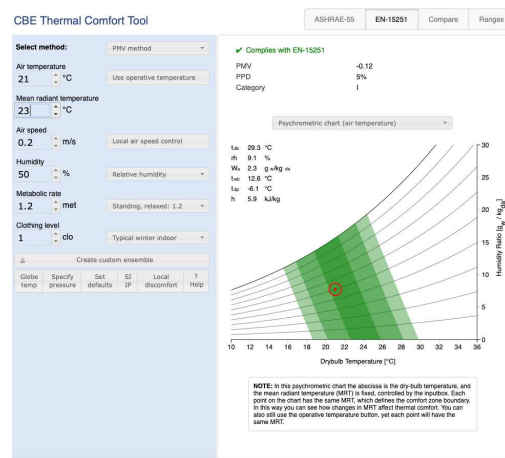 CBE Thermal Comfort Tool
ASHRAE-55 EN-15251 Compare Ranges
Select method: PMV method
Air temperature
21 °C Use operative temperature
Mean radiant temperature
23 °C
Air speed
0.2 m/s Local air speed control
Humidity
50 % Relative humidity
Metabolic rate
1.2 met Standing, relaxed: 1.2
Clothing level
1 clo Typical winter indoor
Create custom ensemble
Globe temp Specify pressure Set defaults SI IP Local discomfort ? Help
✔ Complies with EN-15251
PMV -0.12
PPD 5%
Category I
Psychrometric chart (air temperature)
tdb 29.3 °C
rh 9.1 %
Wa 2.3 g w/kg da
twb 12.6 °C
tdp -6.1 °C
h 5.9 kJ/kg
30
25
20
15
10
5
0
Humidity Ratio [gw / kgda]
10 12 14 16 18 20 22 24 26 28 30 32 34 36
Drybulb Temperature [°C]
NOTE: In this psychrometric chart the abscissa is the dry-bulb temperature, and
the mean radiant temperature (MRT) is fixed, controlled by the inputbox. Each
point on the chart has the same MRT, which defines the comfort zone boundary.
In this way you can see how changes in MRT affect thermal comfort. You can
also still use the operative temperature button, yet each point will have the
same MRT.